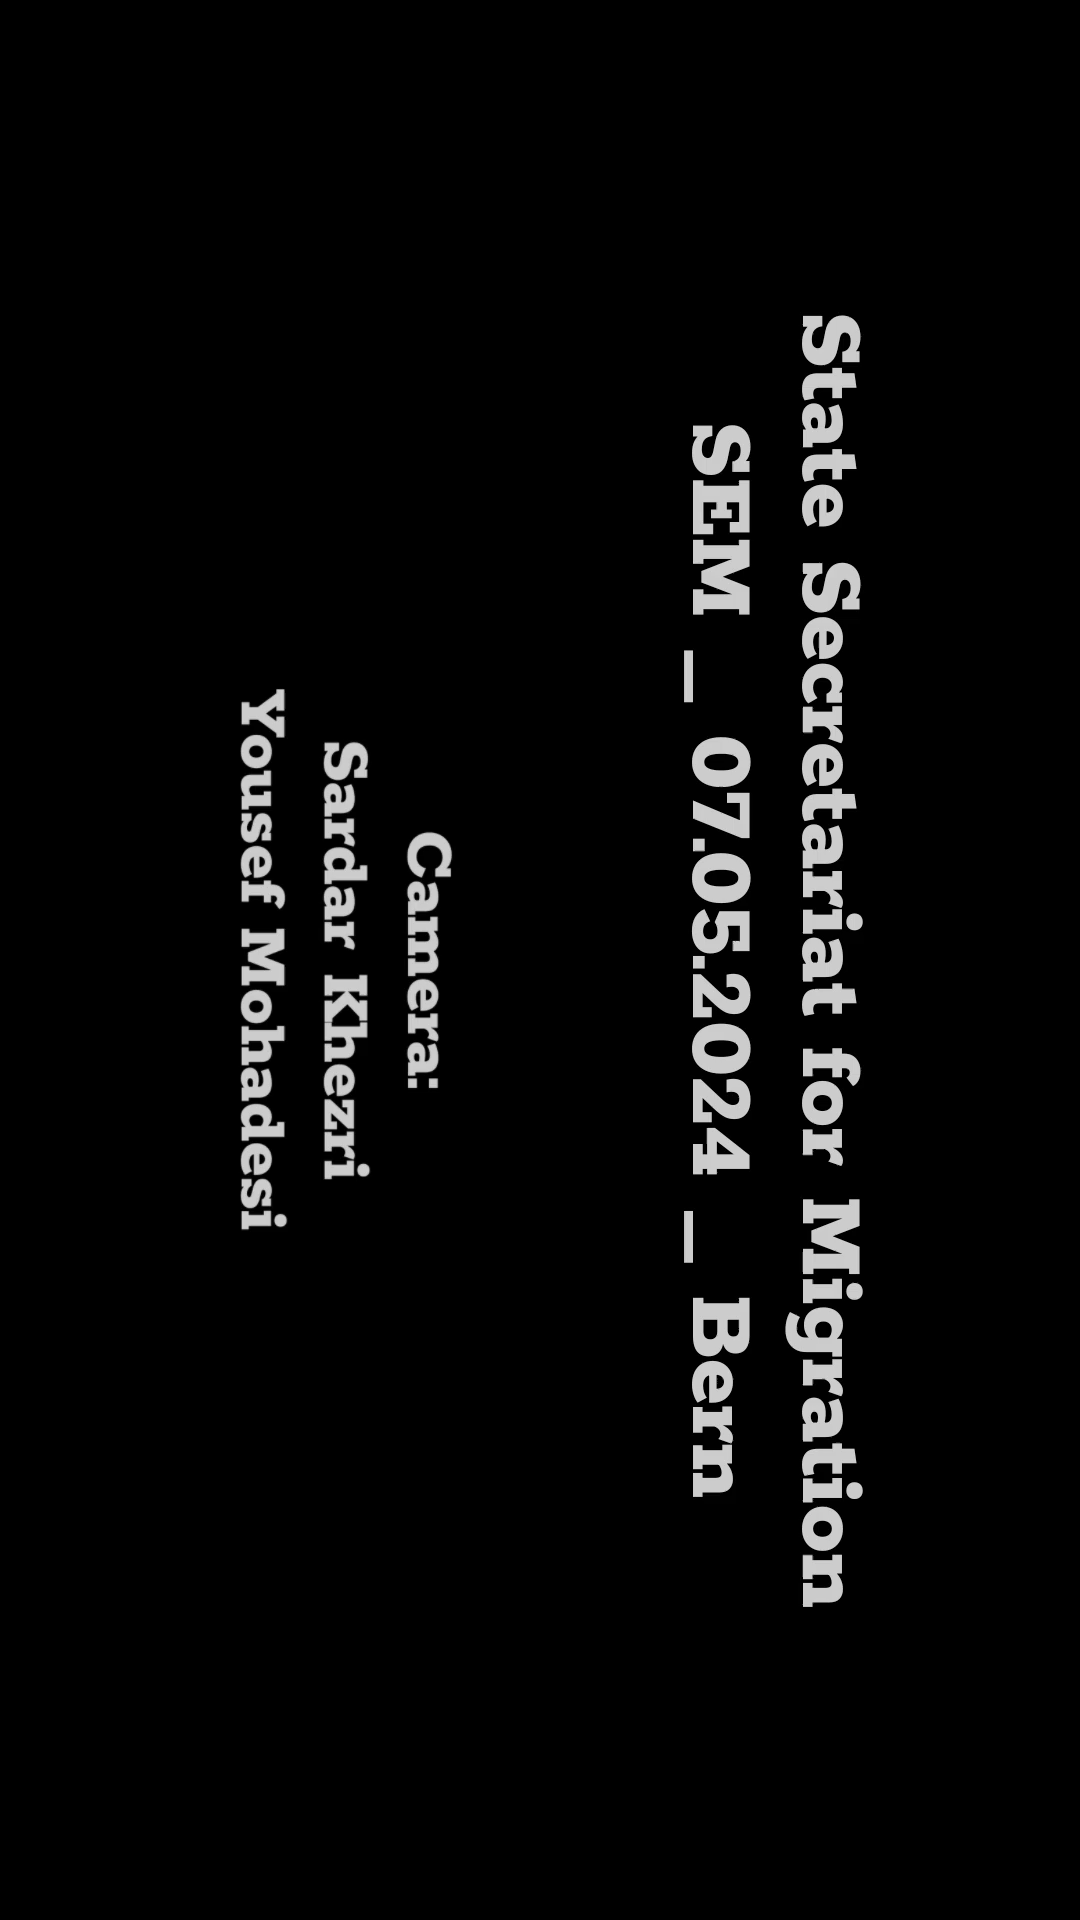 State Secretariat for Migration
SEM _ 07.05.2024 _ Bern
Camera:
Sardar Khezri
Yousef Mohadesi